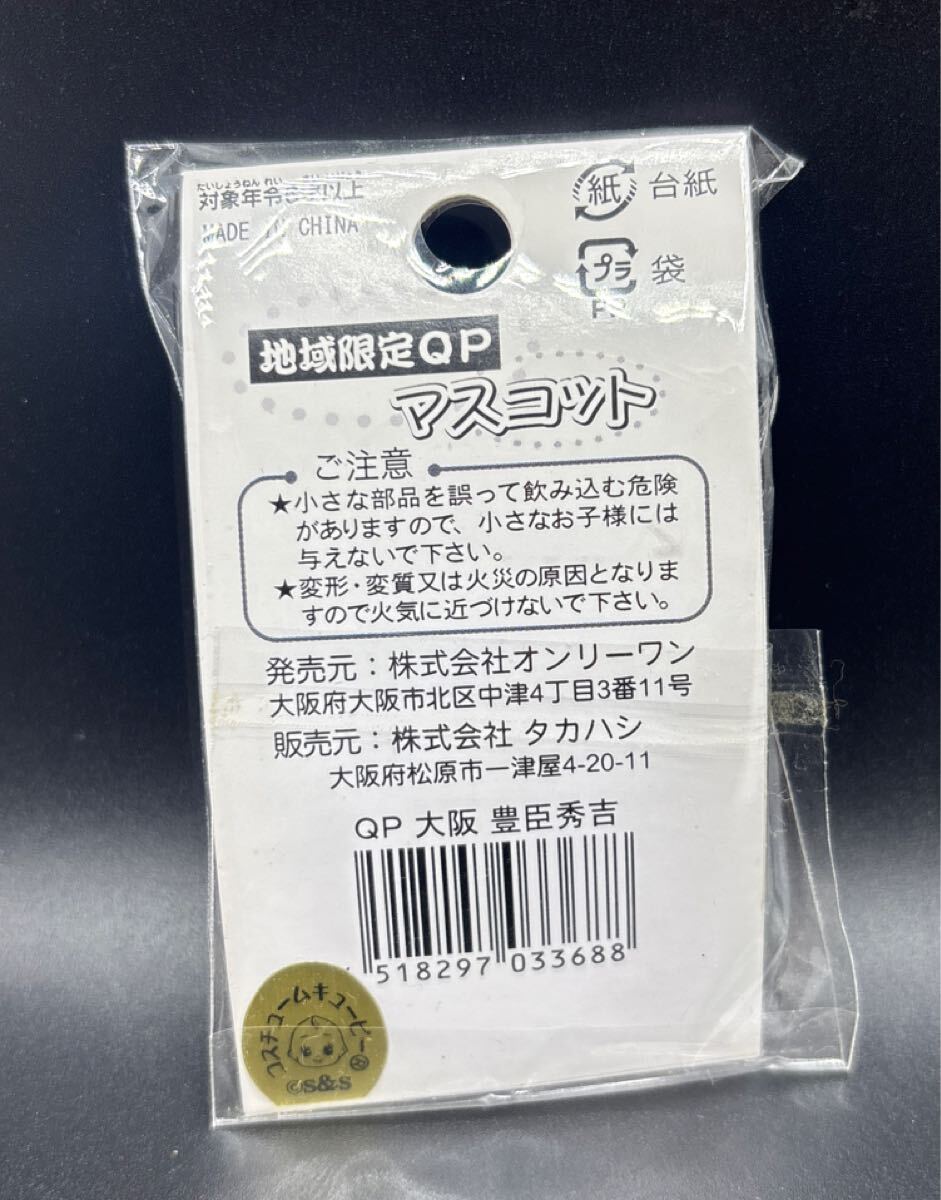 たいしょうねん れい
対象年令 以上
MADE IN CHINA
紙 台紙
プラ 袋
地域限定QP
マスコット
ご注意
★小さな部品を誤って飲み込む危険
がありますので、小さなお子様には
与えないで下さい。
★変形・変質又は火災の原因となりま
すので火気に近づけないで下さい。
発売元：株式会社オンリーワン
大阪府大阪市北区中津4丁目3番11号
販売元：株式会社 タカハシ
大阪府松原市一津屋4-20-11
QP 大阪 豊臣秀吉
518297 033688
コスチュームキューピー®
©S&S